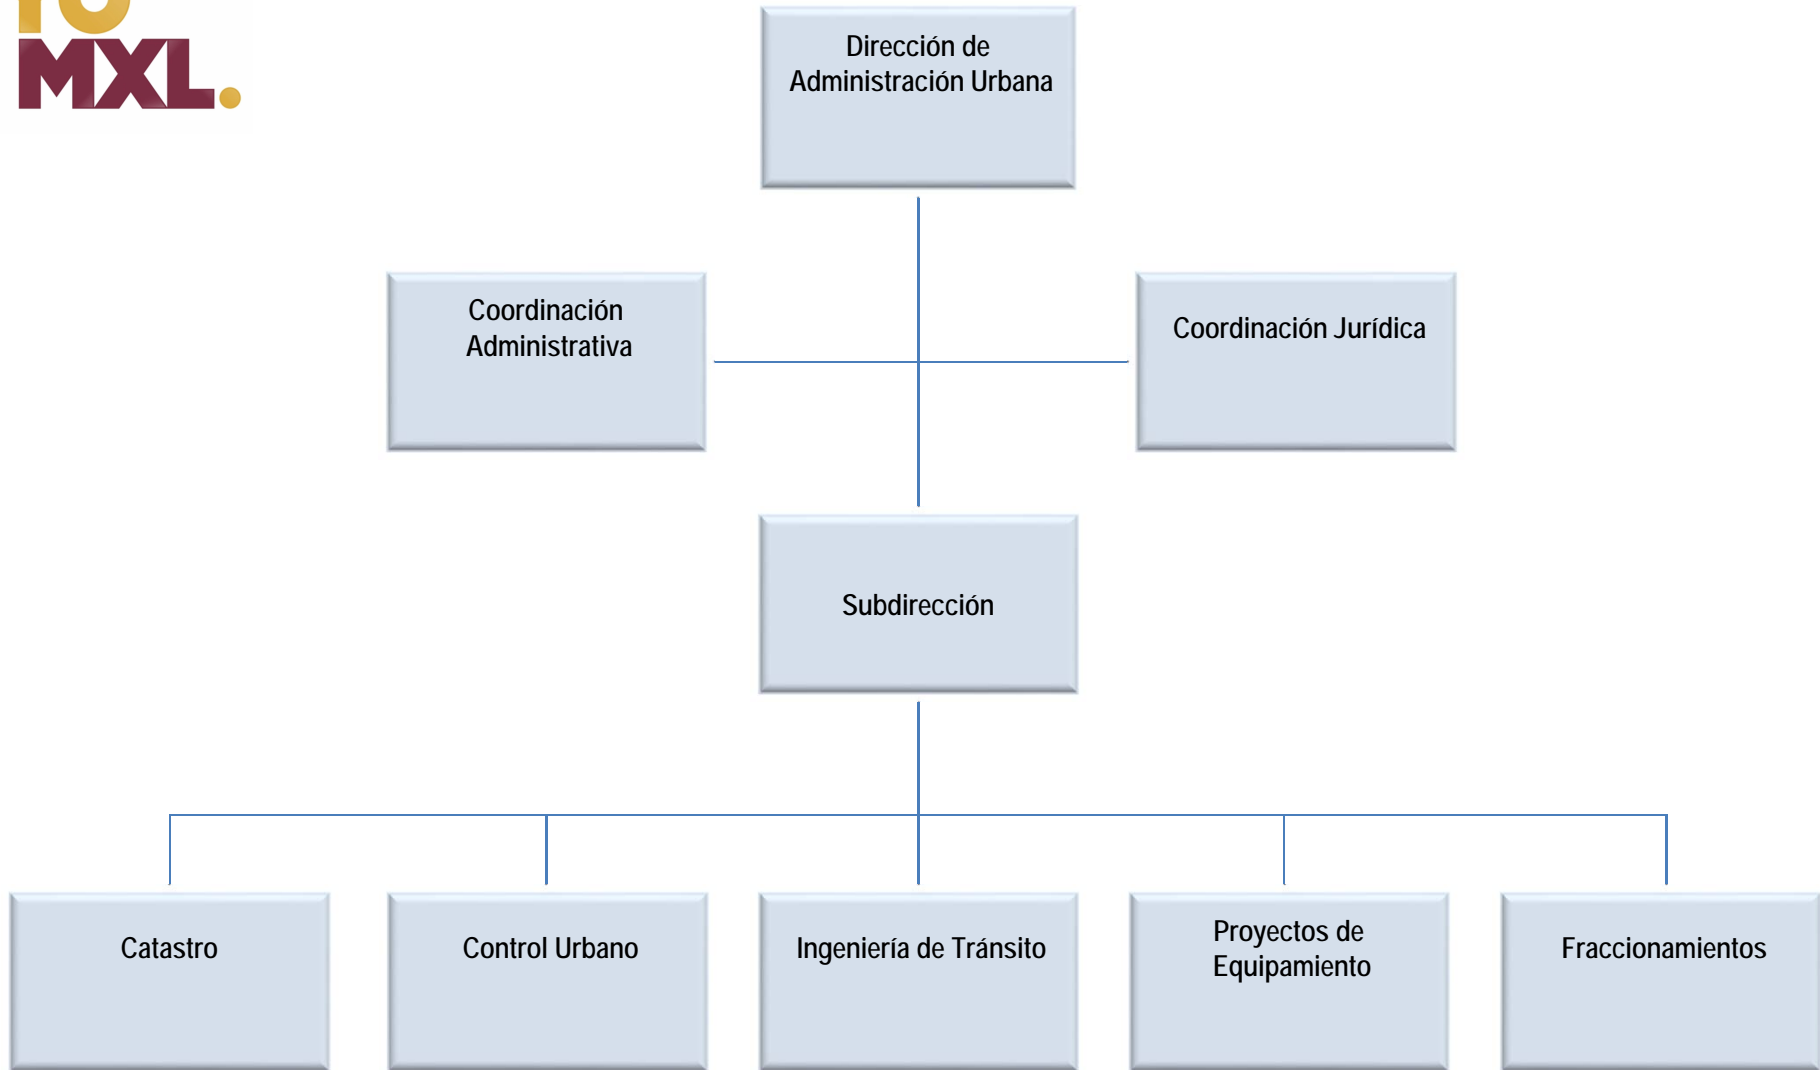 YO
MXL.
Dirección de
Administración Urbana
Coordinación
Administrativa
Coordinación Jurídica
Subdirección
Catastro
Control Urbano
Ingeniería de Tránsito
Proyectos de
Equipamiento
Fraccionamientos